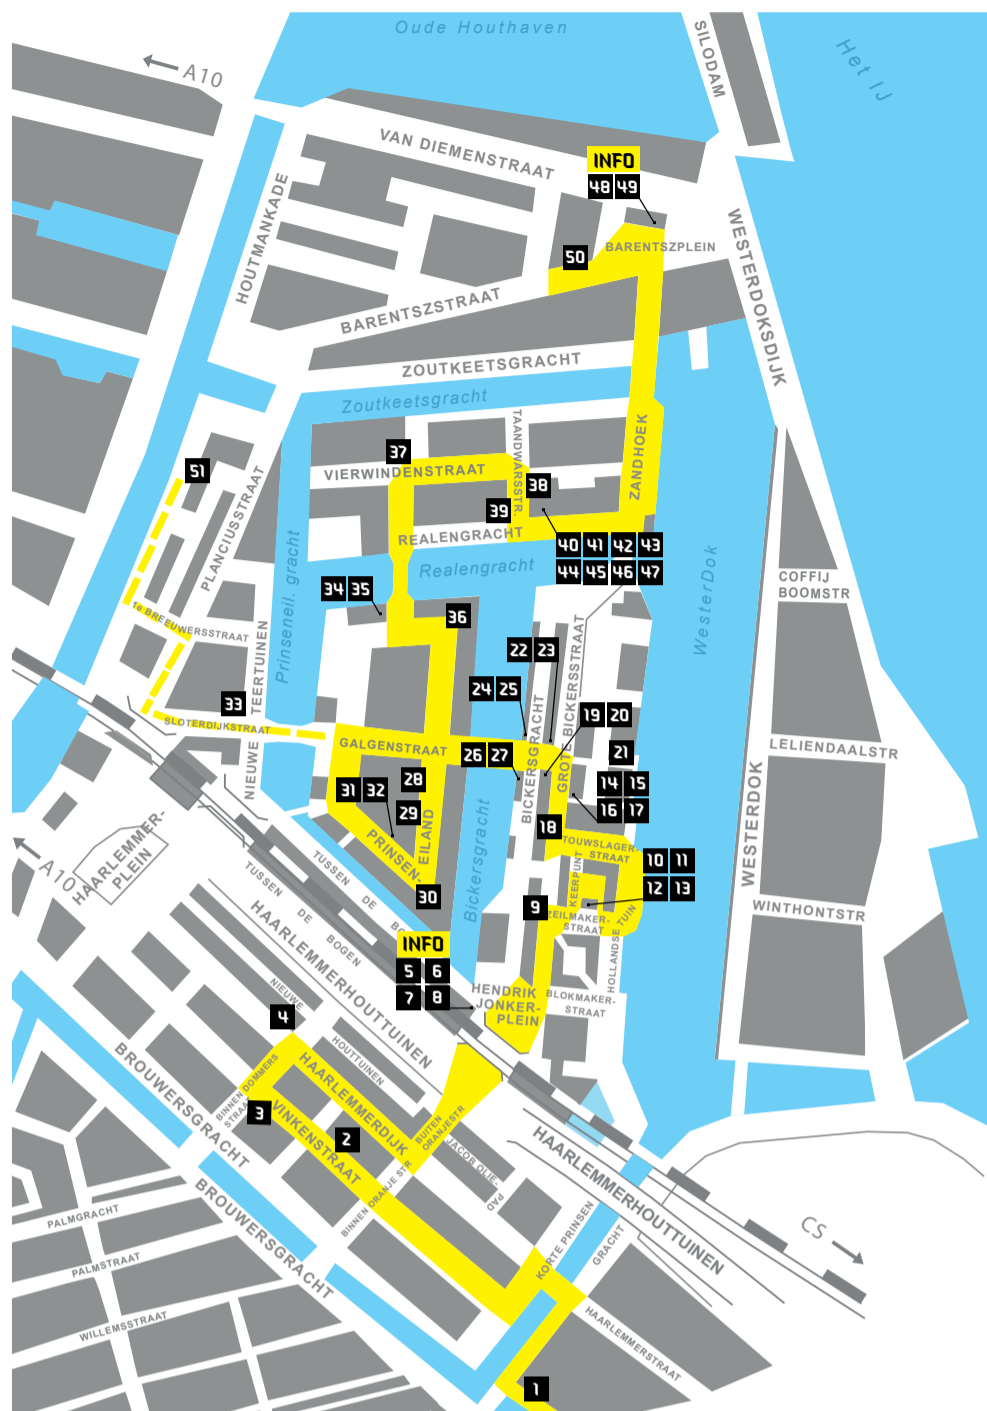 Oude Houthaven
SILODAM
Het IJ
A10
VAN DIEMENSTRAAT
INFO
48 49
HOUTMANKADE
WESTERDOKSDIJK
BARENTSZPLEIN
50
BARENTSZSTRAAT
ZOUTKEETSGRACHT
Zoutkeetsgracht
TAANDWARSSTR.
ZANDHOEK
37
VIERWINDENSTRAAT
51
PLANCIUSSTRAAT
38
39
REALENGRACHT
40 41 42 43
44 45 46 47
Realengracht
Prinseneil. gracht
WesterDok
COFFIJ
BOOMSTR
34 35
36
1e BREEUWERSSTRAAT
NIEUWE TEERTUINEN
22 23
24 25
BICKERSGRACHT
GROTE BICKERSSTRAAT
33
SLOTERDIJKSTRAAT
19 20
21
GALGENSTRAAT
26 27
LELIENDAALSTR
WESTERDOK
28
29
31 32
14 15
16 17
18
PRINSEN-
EILAND
30
Bickersgracht
TOUWSLAGER-
STRAAT
KEERPUNT
10 11
12 13
9
ZEILMAKER-
STRAAT
HOLLANDSE TUIN
WINTHONTSTR
A10
HAARLEMMER-
PLEIN
TUSSEN DE BOGEN
TUSSEN DE
HAARLEMMERHOUTTUINEN
INFO
5 6
7 8
HENDRIK
JONKER-
PLEIN
BLOKMAKER-
STRAAT
4
NIEUWE
HOUTTUINEN
BROUWERSGRACHT
BINNEN DOMMERS
STRAAT
HAARLEMMERDIJK
3
VINKENSTRAAT
2
BUITEN
ORANJESTR
JACOB OLIE-
PAD
BINNEN ORANJE STR
HAARLEMMERHOUTTUINEN
BROUWERSGRACHT
KORTE PRINSEN
GRACHT
CS
PALMGRACHT
PALMSTRAAT
WILLEMSSTRAAT
HAARLEMMERSTRAAT
1